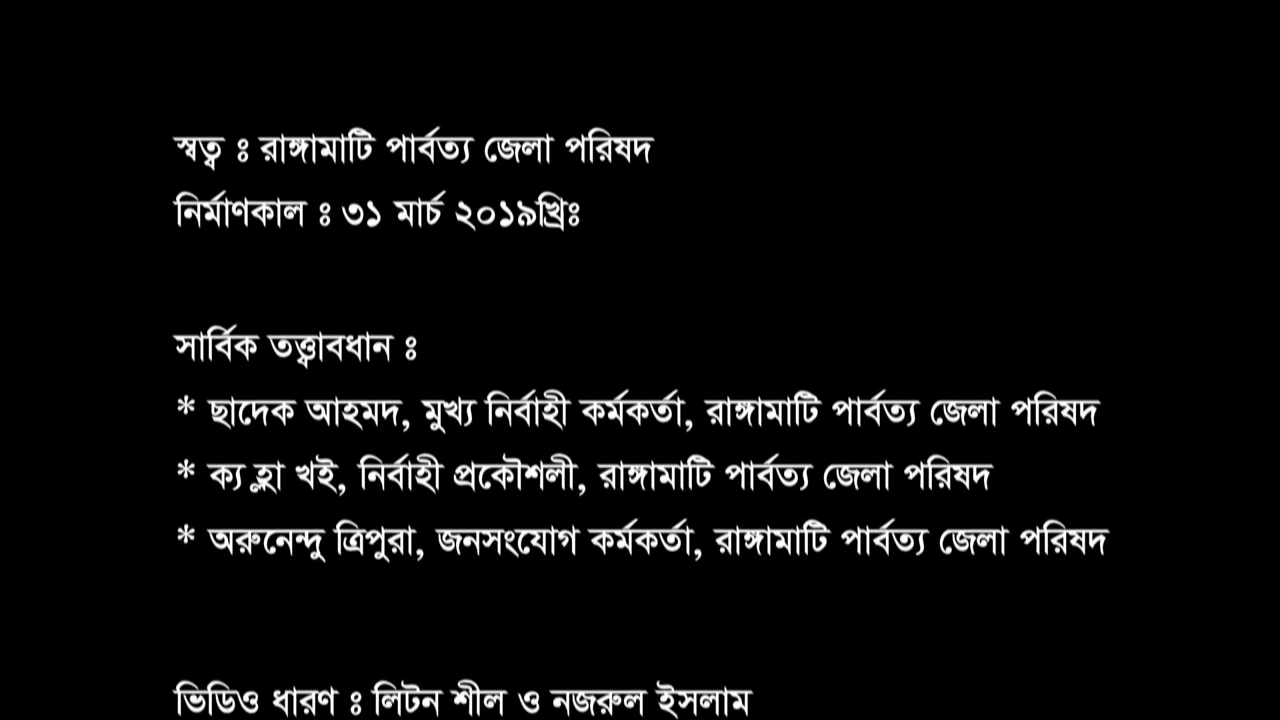 স্বত্ব ঃ রাঙ্গামাটি পার্বত্য জেলা পরিষদ
নির্মাণকাল ঃ ৩১ মার্চ ২০১৯খ্রিঃ
সার্বিক তত্ত্বাবধান ঃ
* ছাদেক আহমদ, মুখ্য নির্বাহী কর্মকর্তা, রাঙ্গামাটি পার্বত্য জেলা পরিষদ
* ক্য হ্লা খই, নির্বাহী প্রকৌশলী, রাঙ্গামাটি পার্বত্য জেলা পরিষদ
* অরুনেন্দু ত্রিপুরা, জনসংযোগ কর্মকর্তা, রাঙ্গামাটি পার্বত্য জেলা পরিষদ
ভিডিও ধারণ ঃ লিটন শীল ও নজরুল ইসলাম